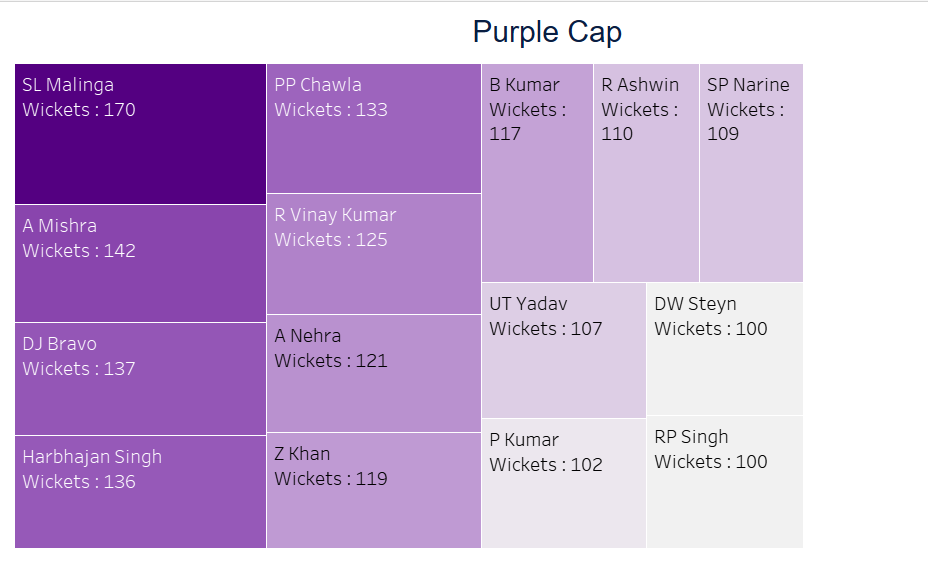 Purple Cap
SL Malinga
Wickets : 170
A Mishra
Wickets : 142
DJ Bravo
Wickets : 137
Harbhajan Singh
Wickets : 136
PP Chawla
Wickets : 133
R Vinay Kumar
Wickets : 125
A Nehra
Wickets : 121
Z Khan
Wickets : 119
B Kumar
Wickets :
117
R Ashwin
Wickets :
110
SP Narine
Wickets :
109
UT Yadav
Wickets : 107
P Kumar
Wickets : 102
DW Steyn
Wickets : 100
RP Singh
Wickets : 100